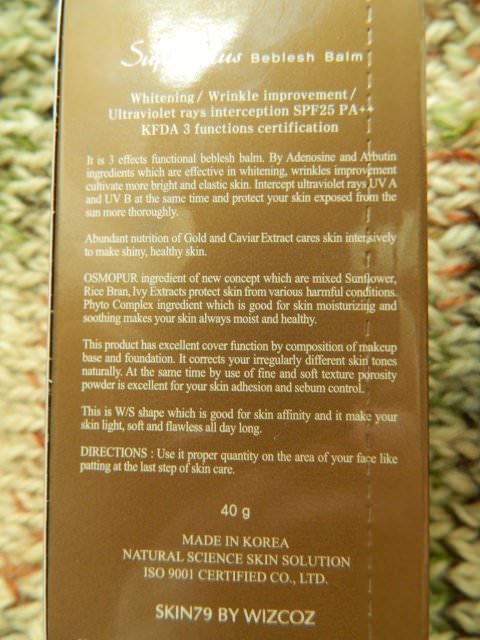 Super Plus Beblesh Balm
Whitening/ Wrinkle improvement/
Ultraviolet rays interception SPF25 PA++
KFDA 3 functions certification
It is 3 effects functional beblesh balm. By Adenosine and Arbutin
ingredients which are effective in whitening, wrinkles improvement
cultivate more bright and elastic skin. Intercept ultraviolet rays UV A
and UV B at the same time and protect your skin exposed from the
sun more thoroughly.
Abundant nutrition of Gold and Caviar Extract cares skin intensively
to make shiny, healthy skin.
OSMOPUR ingredient of new concept which are mixed Sunflower,
Rice Bran, Ivy Extracts protect skin from various harmful conditions.
Phyto Complex ingredient which is good for skin moisturizing and
soothing makes your skin always moist and healthy.
This product has excellent cover function by composition of makeup
base and foundation. It corrects your irregularly different skin tones
naturally. At the same time by use of fine and soft texture porosity
powder is excellent for your skin adhesion and sebum control.
This is W/S shape which is good for skin affinity and it make your
skin light, soft and flawless all day long.
DIRECTIONS : Use it proper quantity on the area of your face like
patting at the last step of skin care.
40 g
MADE IN KOREA
NATURAL SCIENCE SKIN SOLUTION
ISO 9001 CERTIFIED CO., LTD.
SKIN79 BY WIZCOZ